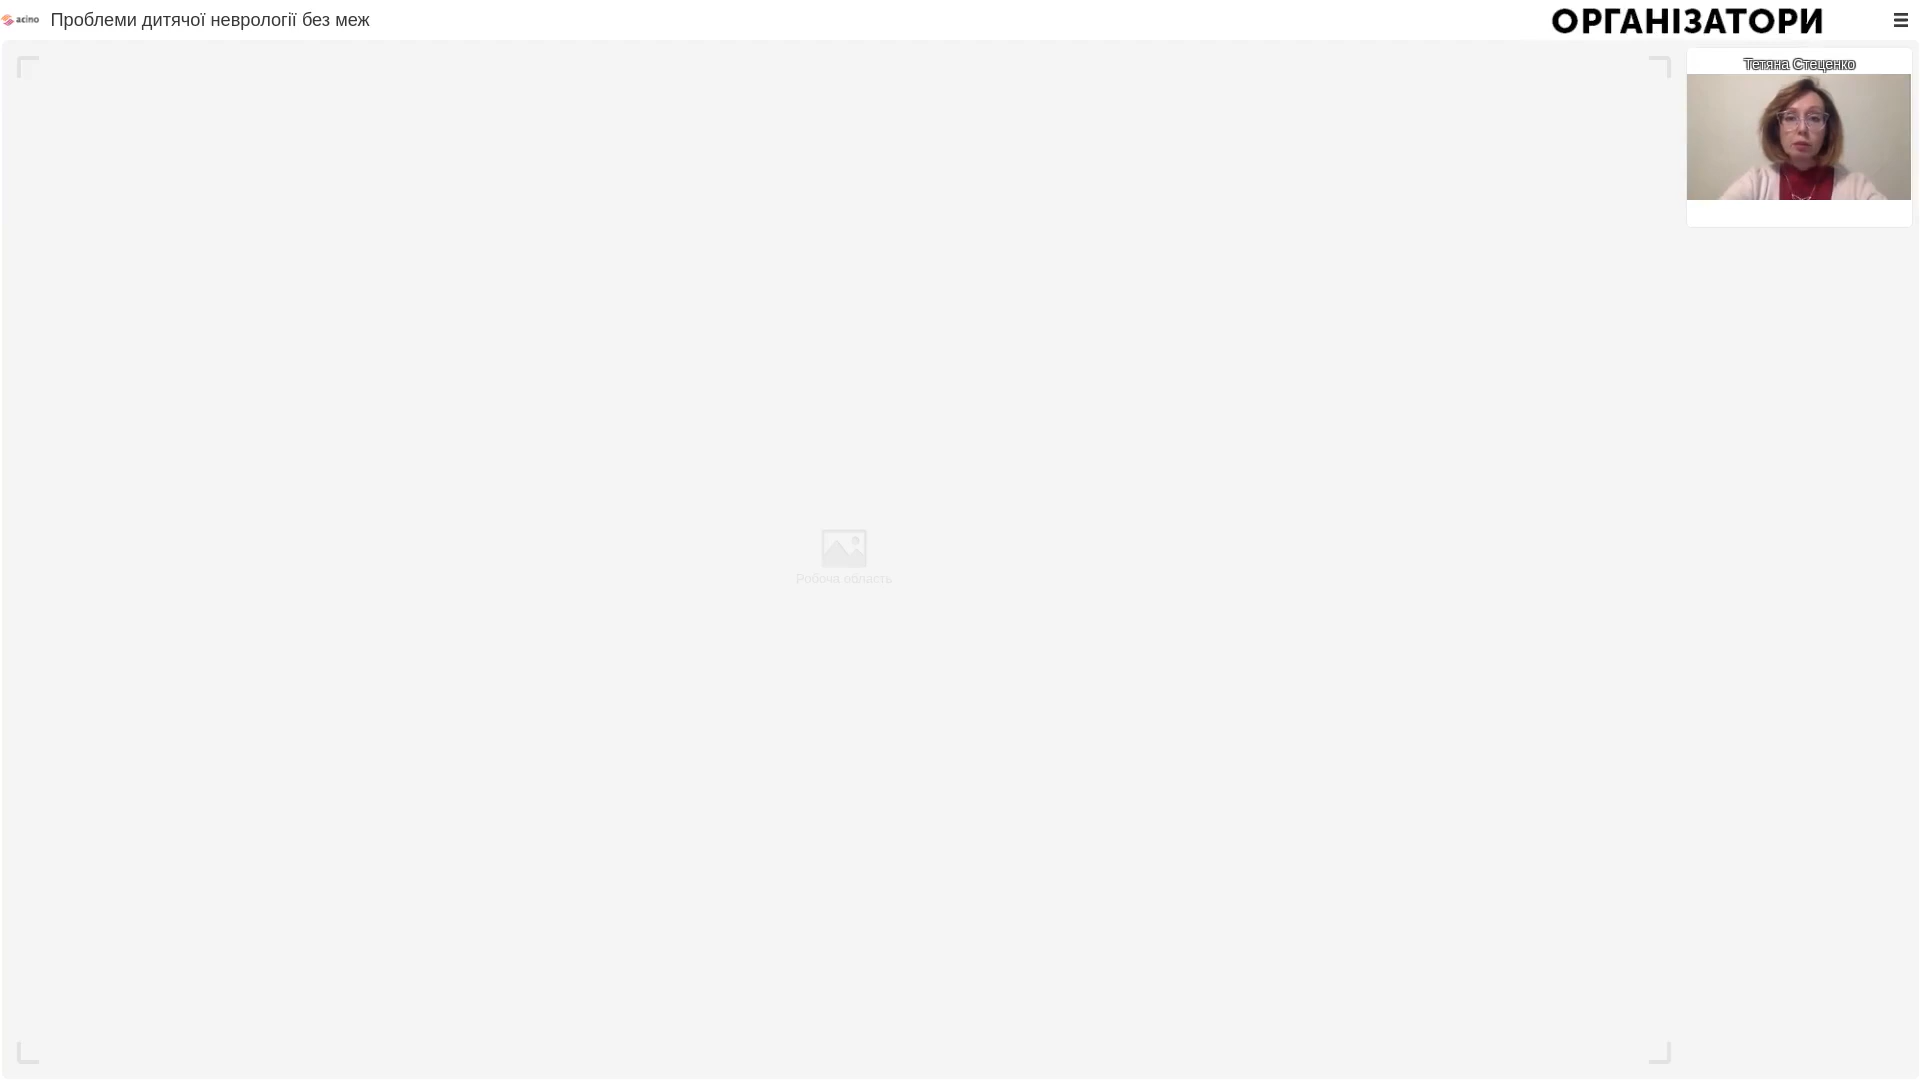 acino
Проблеми дитячої неврології без меж
ОРГАНІЗАТОРИ
Тетяна Стеценко
Робоча область